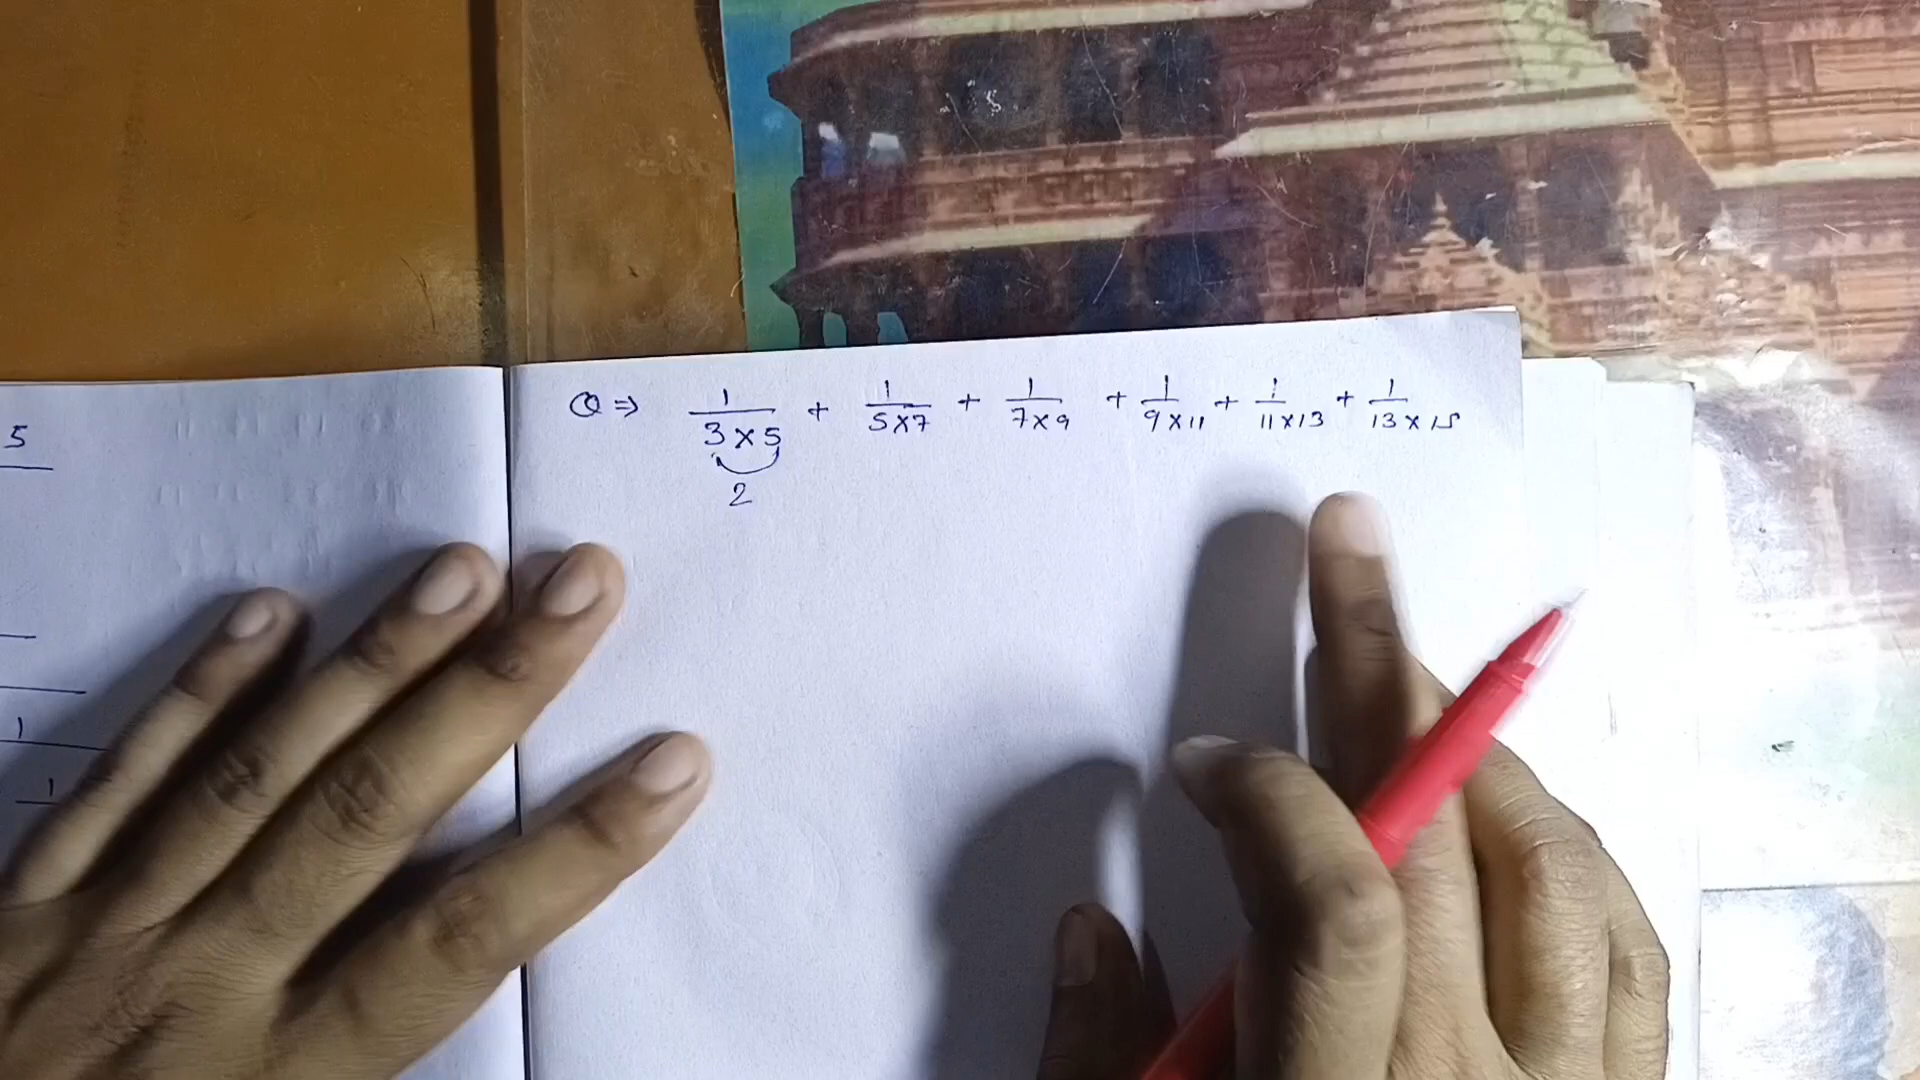 5
Q ⇒ 1/(3 × 5) + 1/(5×7) + 1/(7×9) + 1/(9×11) + 1/(11×13) + 1/(13×15)
2
1
1